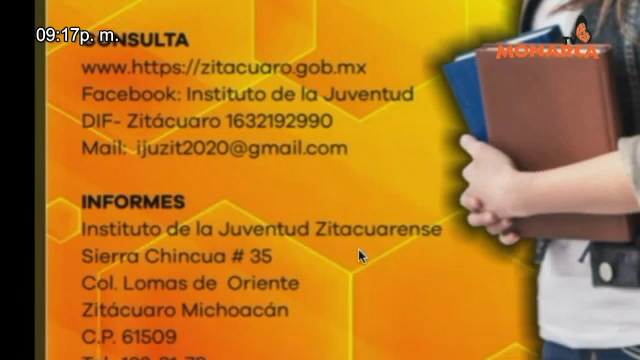 09:17p. m.
MONARCA
CONSULTA
www.https://zitacuaro.gob.mx
Facebook: Instituto de la Juventud
DIF- Zitácuaro 1632192990
Mail: ijuzit2020@gmail.com
INFORMES
Instituto de la Juventud Zitacuarense
Sierra Chincua # 35
Col. Lomas de Oriente
Zitácuaro Michoacán
C.P. 61509